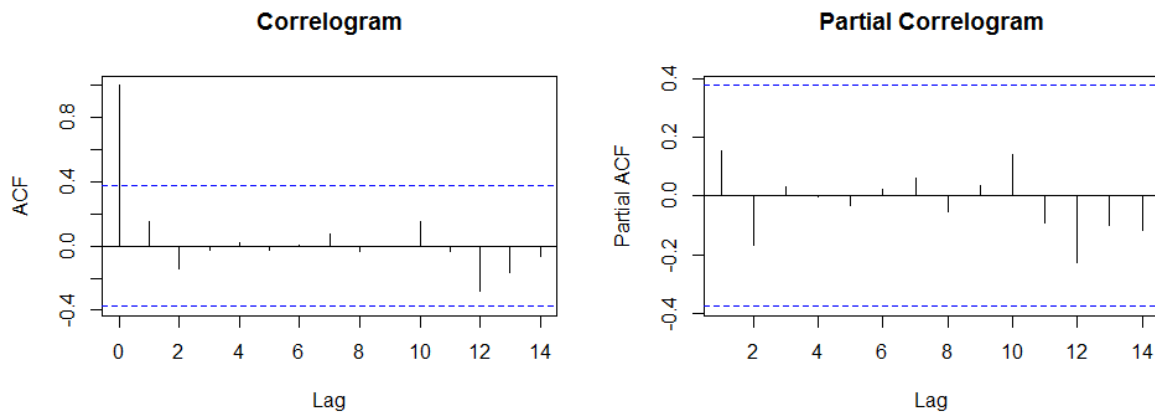 Correlogram
ACF
0.8
0.4
0.0
-0.4
0 2 4 6 8 10 12 14
Lag
Partial Correlogram
Partial ACF
0.4
0.2
0.0
-0.2
-0.4
2 4 6 8 10 12 14
Lag